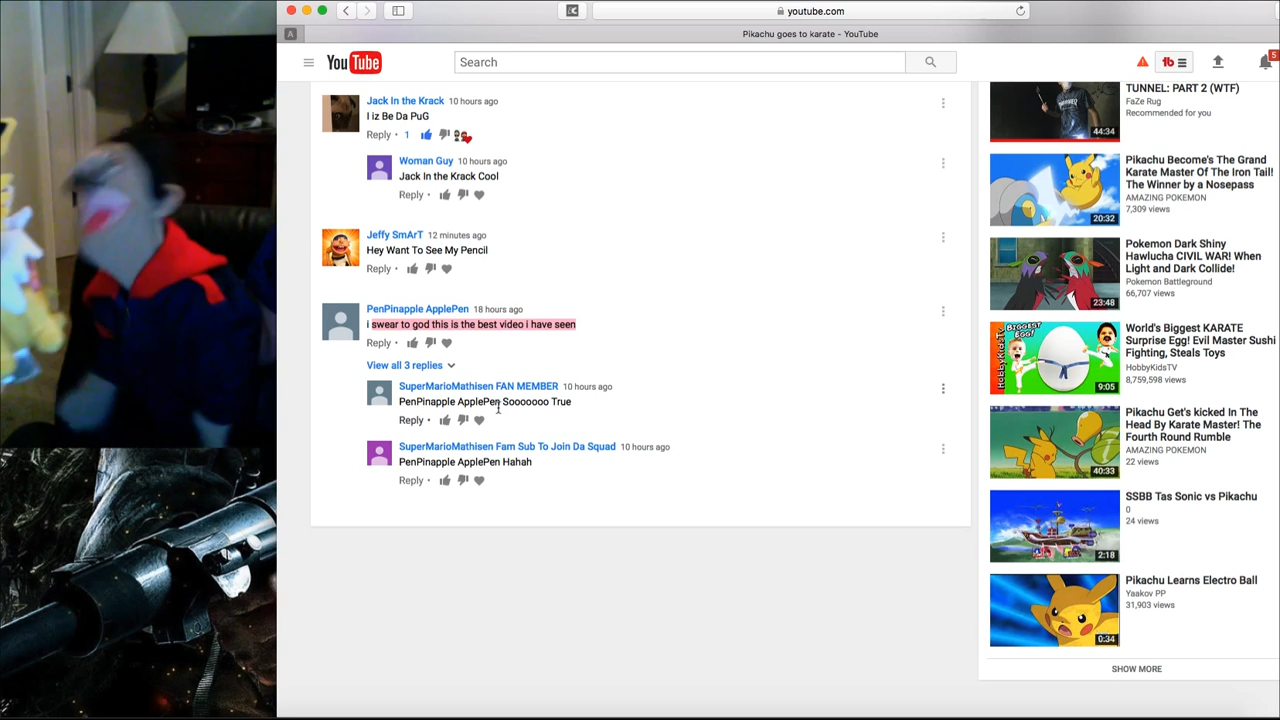 youtube.com
A
Pikachu goes to karate - YouTube
YouTube
Search
tb
5
Jack In the Krack 10 hours ago
I iz Be Da PuG
Reply · 1
Woman Guy 10 hours ago
Jack In the Krack Cool
Reply ·
Jeffy SmArT 12 minutes ago
Hey Want To See My Pencil
Reply ·
PenPinapple ApplePen 18 hours ago
i swear to god this is the best video i have seen
Reply ·
View all 3 replies
SuperMarioMathisen FAN MEMBER 10 hours ago
PenPinapple ApplePen Sooooooo True
Reply ·
SuperMarioMathisen Fam Sub To Join Da Squad 10 hours ago
PenPinapple ApplePen Hahah
Reply ·
TUNNEL: PART 2 (WTF)
FaZe Rug
Recommended for you
44:34
Pikachu Become's The Grand
Karate Master Of The Iron Tail!
The Winner by a Nosepass
AMAZING POKEMON
7,309 views
20:32
Pokemon Dark Shiny
Hawlucha CIVIL WAR! When
Light and Dark Collide!
Pokemon Battleground
66,707 views
23:48
BIGGEST
EGG!
HobbyKidsTV
World's Biggest KARATE
Surprise Egg! Evil Master Sushi
Fighting, Steals Toys
HobbyKidsTV
8,759,598 views
9:05
Pikachu Get's kicked In The
Head By Karate Master! The
Fourth Round Rumble
AMAZING POKEMON
22 views
40:33
SSBB Tas Sonic vs Pikachu
0
24 views
2:18
Pikachu Learns Electro Ball
Yaakov PP
31,903 views
0:34
SHOW MORE